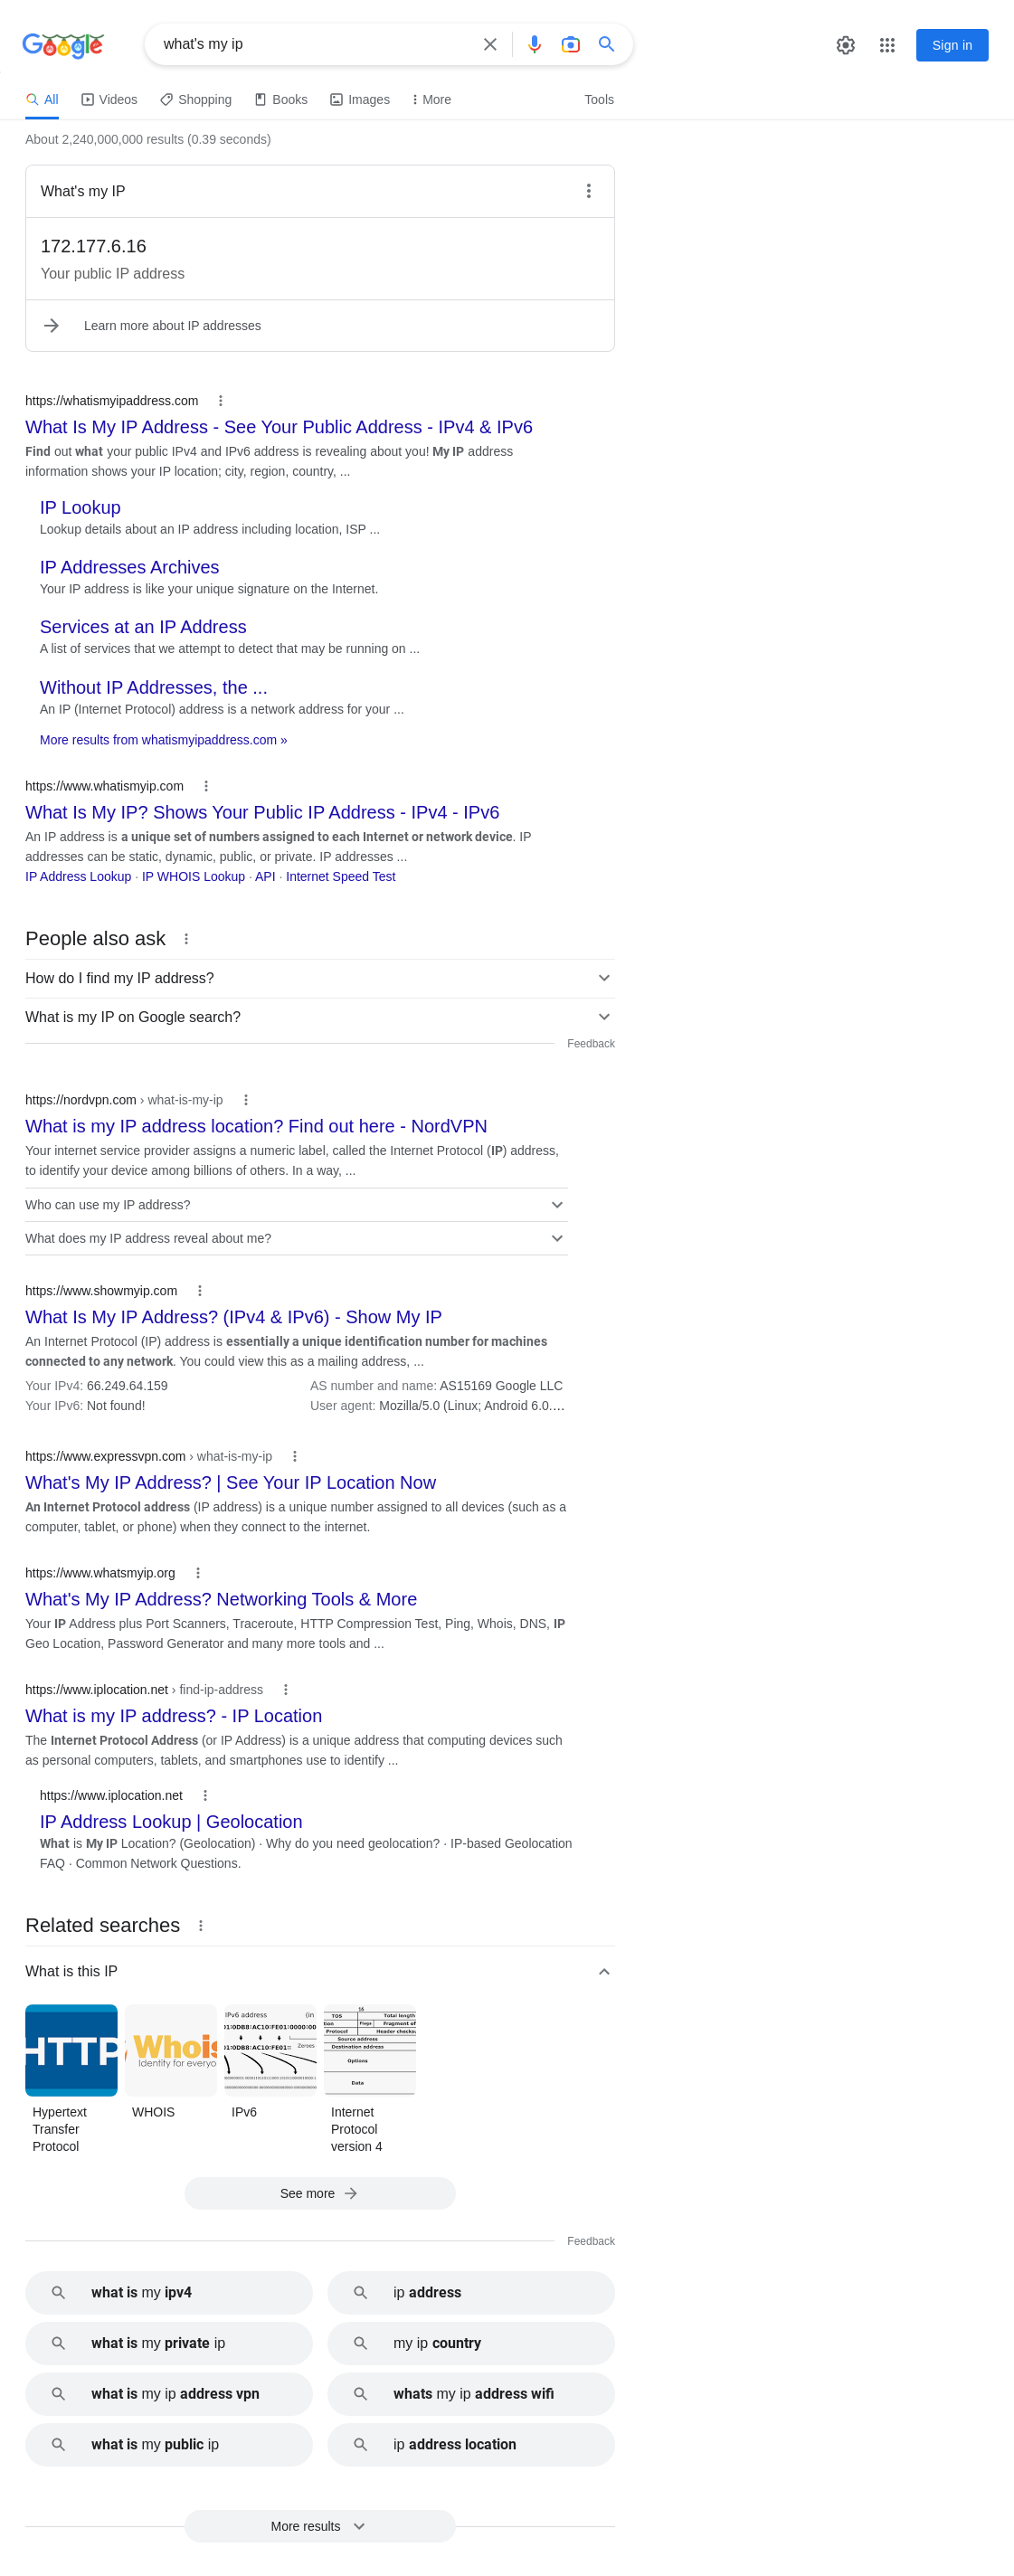 Google
what's my ip
Sign in
All
Videos
Shopping
Books
Images
More
Tools
About 2,240,000,000 results (0.39 seconds)
What's my IP
172.177.6.16
Your public IP address
Learn more about IP addresses
https://whatismyipaddress.com
What Is My IP Address - See Your Public Address - IPv4 & IPv6
Find out what your public IPv4 and IPv6 address is revealing about you! My IP address
information shows your IP location; city, region, country, ...
IP Lookup
Lookup details about an IP address including location, ISP ...
IP Addresses Archives
Your IP address is like your unique signature on the Internet.
Services at an IP Address
A list of services that we attempt to detect that may be running on ...
Without IP Addresses, the ...
An IP (Internet Protocol) address is a network address for your ...
More results from whatismyipaddress.com »
https://www.whatismyip.com
What Is My IP? Shows Your Public IP Address - IPv4 - IPv6
An IP address is a unique set of numbers assigned to each Internet or network device. IP
addresses can be static, dynamic, public, or private. IP addresses ...
IP Address Lookup · IP WHOIS Lookup · API · Internet Speed Test
People also ask
How do I find my IP address?
What is my IP on Google search?
Feedback
https://nordvpn.com › what-is-my-ip
What is my IP address location? Find out here - NordVPN
Your internet service provider assigns a numeric label, called the Internet Protocol (IP) address,
to identify your device among billions of others. In a way, ...
Who can use my IP address?
What does my IP address reveal about me?
https://www.showmyip.com
What Is My IP Address? (IPv4 & IPv6) - Show My IP
An Internet Protocol (IP) address is essentially a unique identification number for machines
connected to any network. You could view this as a mailing address, ...
Your IPv4: 66.249.64.159
AS number and name: AS15169 Google LLC
Your IPv6: Not found!
User agent: Mozilla/5.0 (Linux; Android 6.0....
https://www.expressvpn.com › what-is-my-ip
What's My IP Address? | See Your IP Location Now
An Internet Protocol address (IP address) is a unique number assigned to all devices (such as a
computer, tablet, or phone) when they connect to the internet.
https://www.whatsmyip.org
What's My IP Address? Networking Tools & More
Your IP Address plus Port Scanners, Traceroute, HTTP Compression Test, Ping, Whois, DNS, IP
Geo Location, Password Generator and many more tools and ...
https://www.iplocation.net › find-ip-address
What is my IP address? - IP Location
The Internet Protocol Address (or IP Address) is a unique address that computing devices such
as personal computers, tablets, and smartphones use to identify ...
https://www.iplocation.net
IP Address Lookup | Geolocation
What is My IP Location? (Geolocation) · Why do you need geolocation? · IP-based Geolocation
FAQ · Common Network Questions.
Related searches
What is this IP
HTTP
Whois
Identity for everyo
IPv6 address (in
Zeroes
16
TOS Total length
Flags Fragment of
Protocol Header checks
Source address
Destination address
Options
Data
Hypertext
Transfer
Protocol
WHOIS
IPv6
Internet
Protocol
version 4
See more
Feedback
what is my ipv4
ip address
what is my private ip
my ip country
what is my ip address vpn
whats my ip address wifi
what is my public ip
ip address location
More results